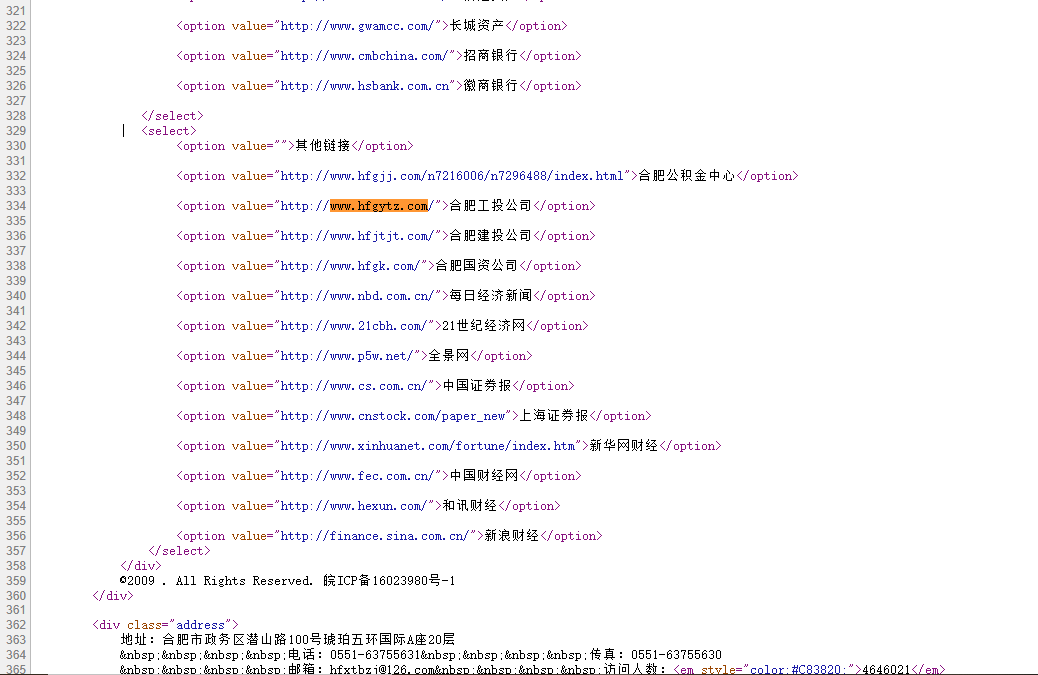 321
322 <option value="http://www.gwamcc.com/">长城资产</option>
323
324 <option value="http://www.cmbchina.com/">招商银行</option>
325
326 <option value="http://www.hsbank.com.cn">徽商银行</option>
327
328 </select>
329 <select>
330 <option value="">其他链接</option>
331
332 <option value="http://www.hfgjj.com/n7216006/n7296488/index.html">合肥公积金中心</option>
333
334 <option value="http://www.hfgytz.com/">合肥工投公司</option>
335
336 <option value="http://www.hfjtjt.com/">合肥建投公司</option>
337
338 <option value="http://www.hfgk.com/">合肥国资公司</option>
339
340 <option value="http://www.nbd.com.cn/">每日经济新闻</option>
341
342 <option value="http://www.21cbh.com/">21世纪经济网</option>
343
344 <option value="http://www.p5w.net/">全景网</option>
345
346 <option value="http://www.cs.com.cn/">中国证券报</option>
347
348 <option value="http://www.cnstock.com/paper_new">上海证券报</option>
349
350 <option value="http://www.xinhuanet.com/fortune/index.htm">新华网财经</option>
351
352 <option value="http://www.fec.com.cn/">中国财经网</option>
353
354 <option value="http://www.hexun.com/">和讯财经</option>
355
356 <option value="http://finance.sina.com.cn/">新浪财经</option>
357 </select>
358 </div>
359 ©2009 . All Rights Reserved. 皖ICP备16023980号-1
360 </div>
361
362 <div class="address">
363 地址：合肥市政务区潜山路100号琥珀五环国际A座20层
364 &nbsp;&nbsp;&nbsp;&nbsp;电话：0551-63755631&nbsp;&nbsp;&nbsp;&nbsp;传真：0551-63755630
365 &nbsp;&nbsp;&nbsp;&nbsp;邮箱：hfxtbzj@126.com&nbsp;&nbsp;&nbsp;&nbsp;访问人数：<em style="color:#C83820;">4646021</em>